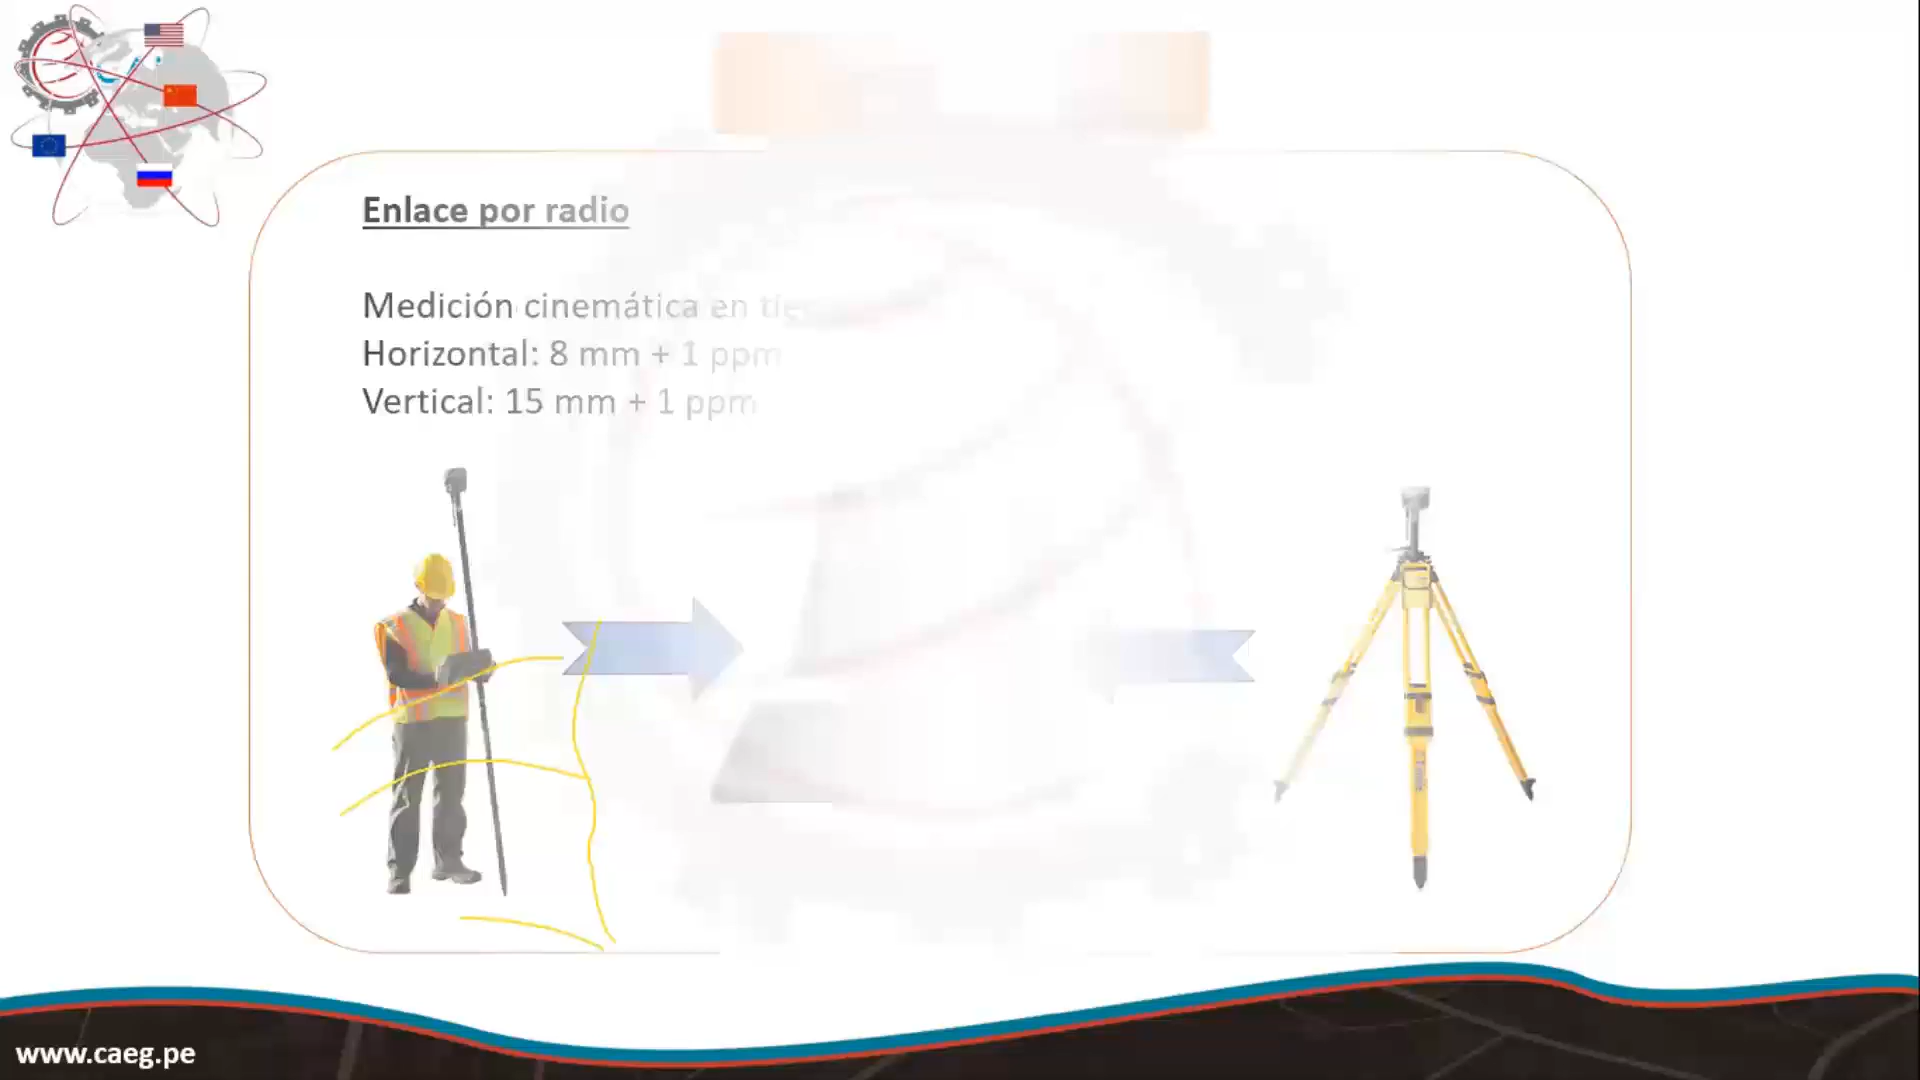 Enlace por radio
Medición cinemática en
Horizontal: 8 mm + 1 ppm
Vertical: 15 mm + 1 ppm
www.caeg.pe